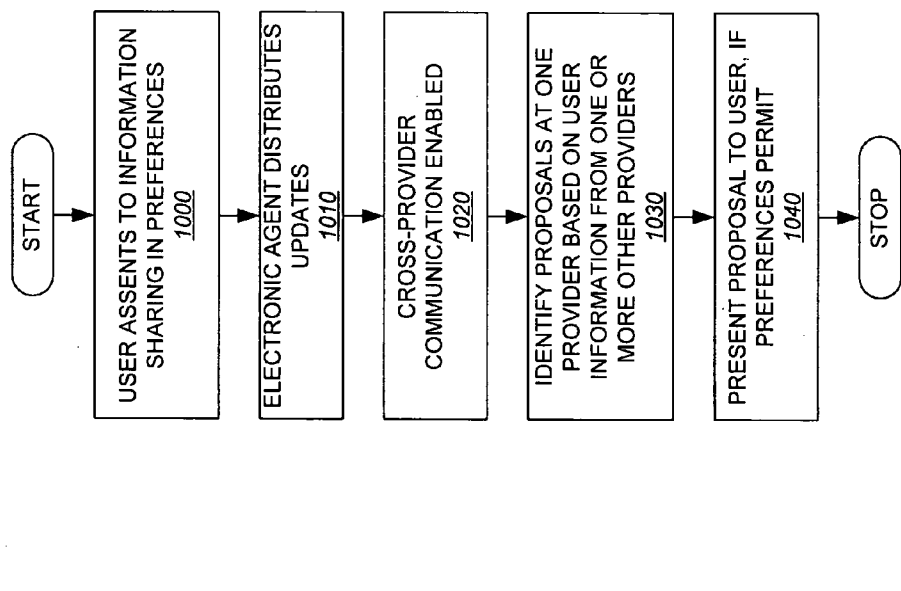 START
USER ASSENTS TO INFORMATION
SHARING IN PREFERENCES
1000
ELECTRONIC AGENT DISTRIBUTES
UPDATES
1010
CROSS-PROVIDER
COMMUNICATION ENABLED
1020
IDENTIFY PROPOSALS AT ONE
PROVIDER BASED ON USER
INFORMATION FROM ONE OR
MORE OTHER PROVIDERS
1030
PRESENT PROPOSAL TO USER, IF
PREFERENCES PERMIT
1040
STOP